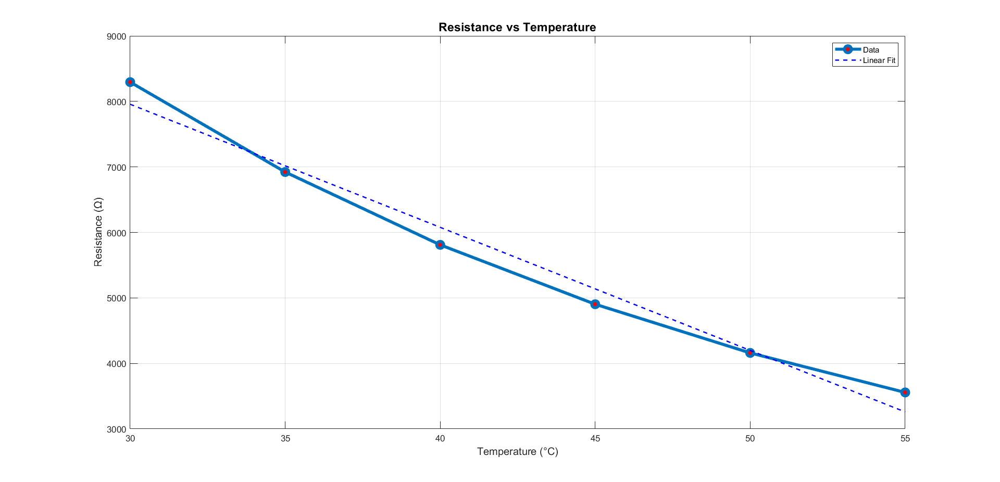 Resistance vs Temperature
Data
Linear Fit
9000
8000
7000
6000
5000
4000
3000
Resistance (Ω)
30 35 40 45 50 55
Temperature (°C)